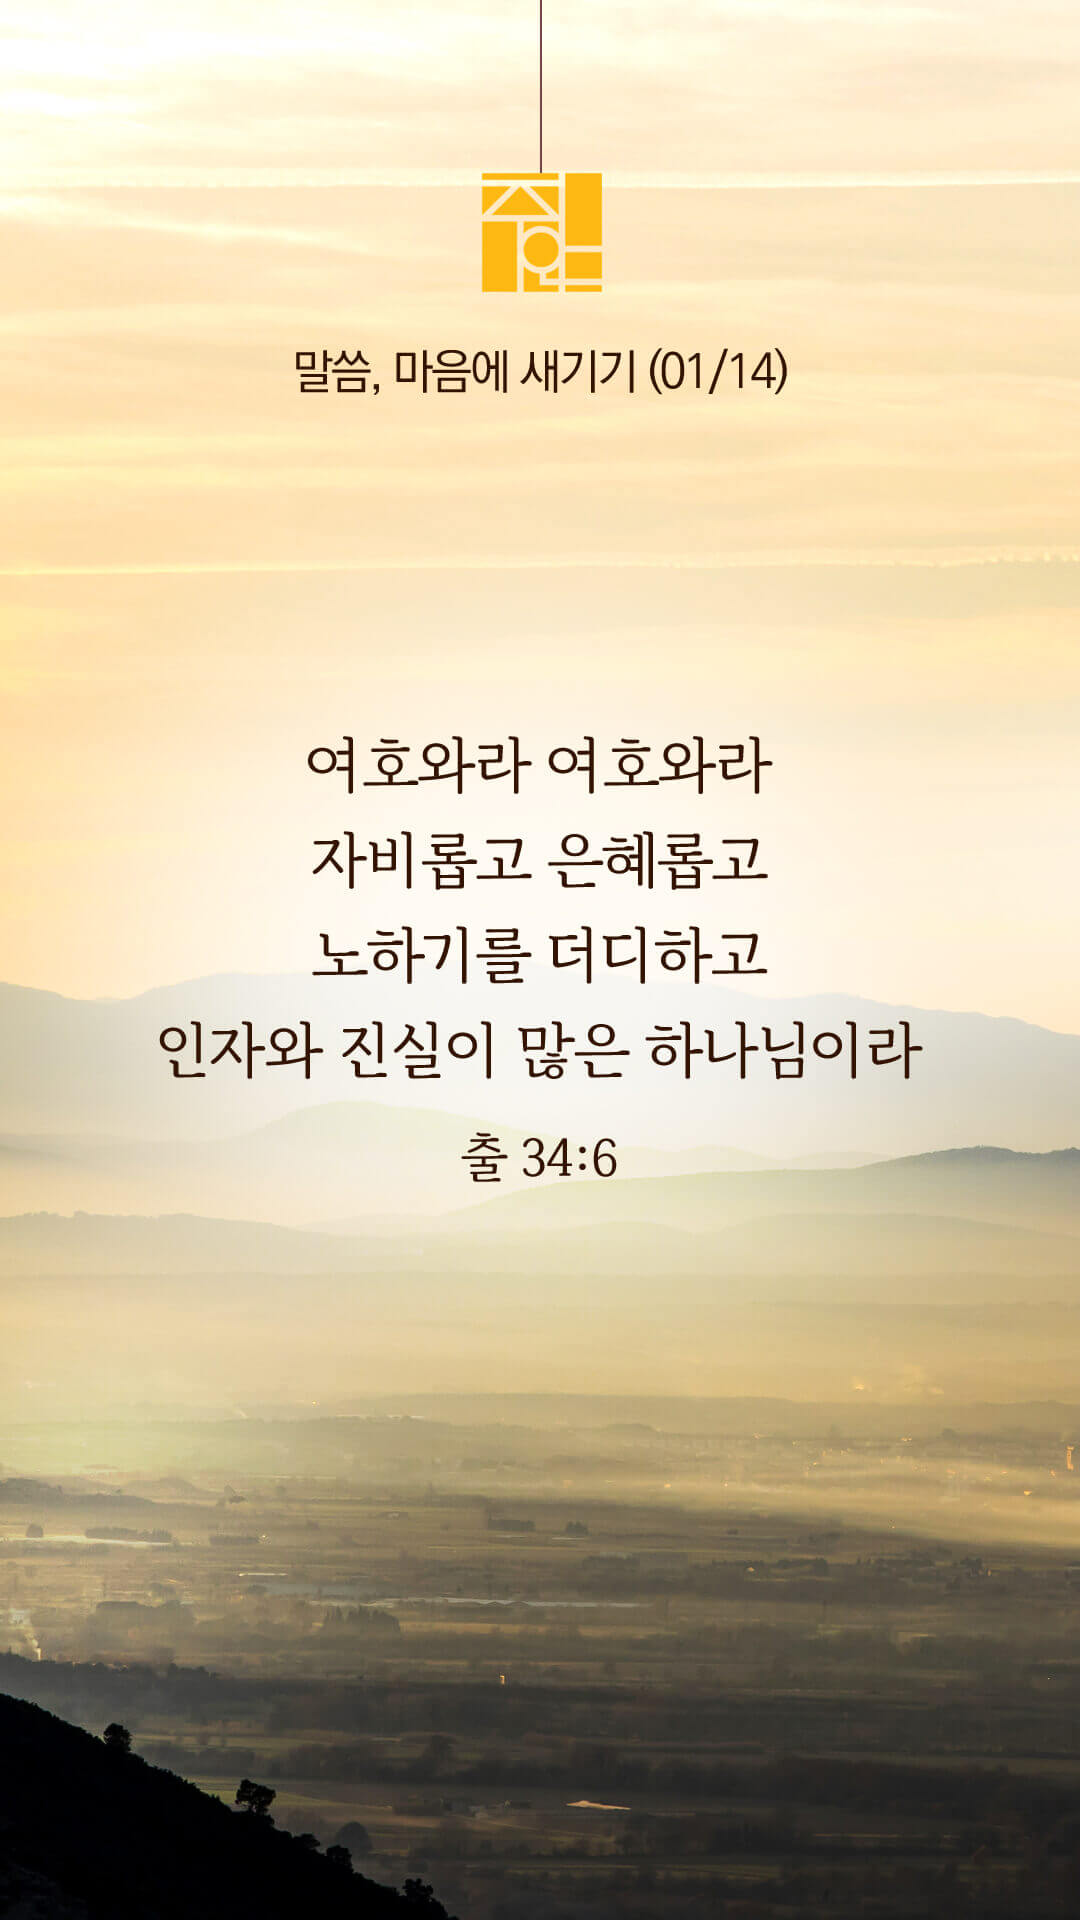 주인
말씀, 마음에 새기기 (01/14)
여호와라 여호와라
자비롭고 은혜롭고
노하기를 더디하고
인자와 진실이 많은 하나님이라
출 34:6